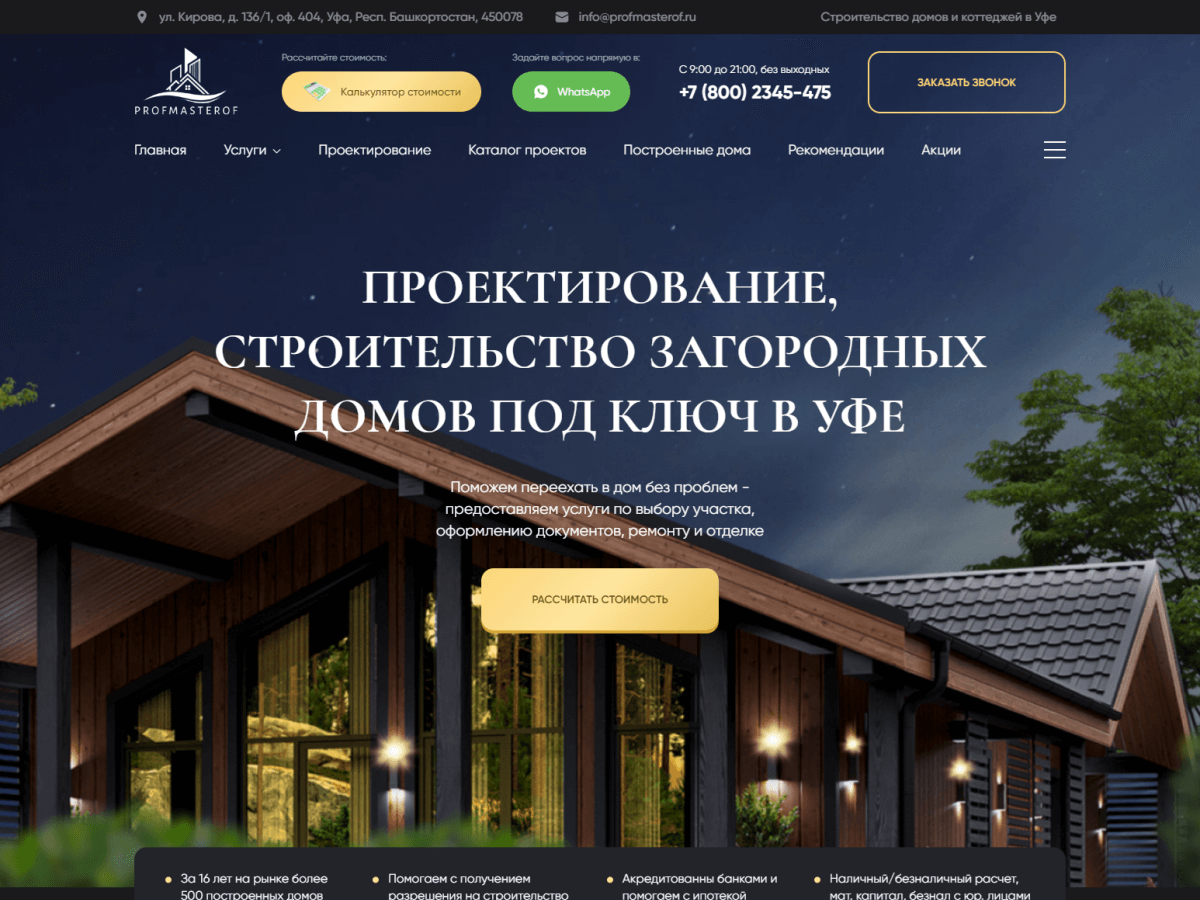 ул. Кирова, д. 136/1, оф. 404, Уфа, Респ. Башкортостан, 450078
info@profmasterof.ru
Строительство домов и коттеджей в Уфе
PROFMASTEROF
Рассчитайте стоимость:
Калькулятор стоимости
Задайте вопрос напрямую в:
WhatsApp
С 9:00 до 21:00, без выходных
+7 (800) 2345-475
ЗАКАЗАТЬ ЗВОНОК
Главная
Услуги
Проектирование
Каталог проектов
Построенные дома
Рекомендации
Акции
ПРОЕКТИРОВАНИЕ,
СТРОИТЕЛЬСТВО ЗАГОРОДНЫХ
ДОМОВ ПОД КЛЮЧ В УФЕ
Поможем переехать в дом без проблем -
предоставляем услуги по выбору участка,
оформлению документов, ремонту и отделке
РАССЧИТАТЬ СТОИМОСТЬ
За 16 лет на рынке более
500 построенных домов
Помогаем с получением
разрешения на строительство
Акредитованны банками и
помогаем с ипотекой
Наличный/безналичный расчет,
мат. капитал, безнал с юр. лицами